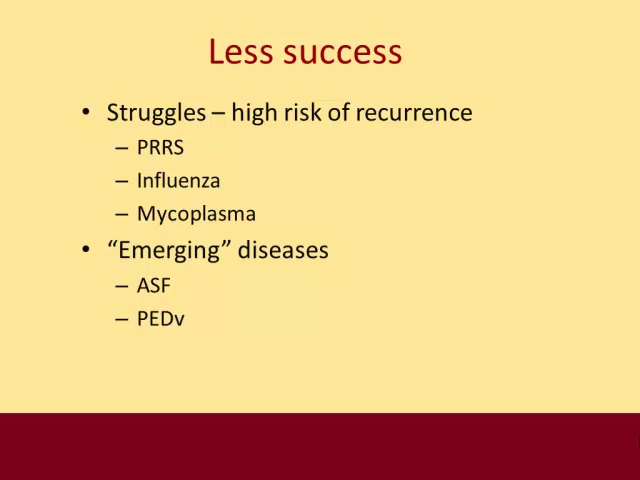 Less success
• Struggles – high risk of recurrence
– PRRS
– Influenza
– Mycoplasma
• “Emerging” diseases
– ASF
– PEDv